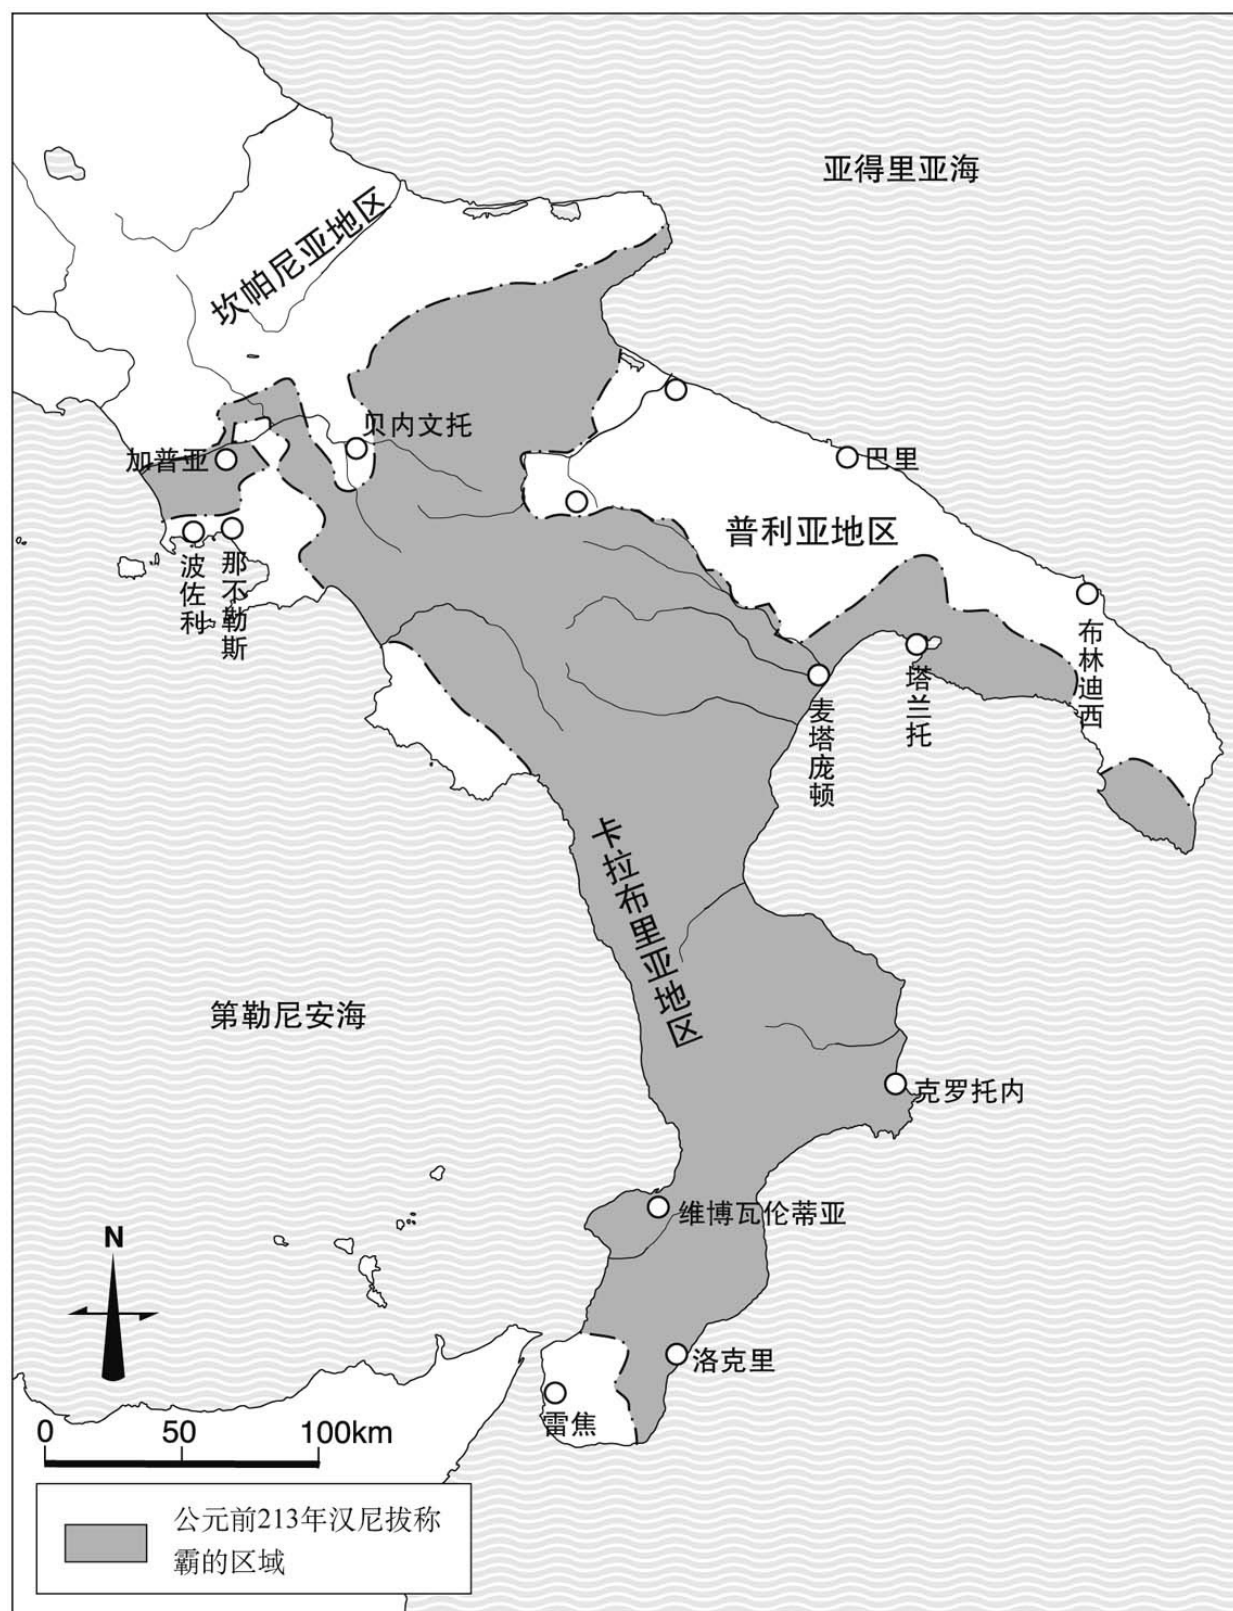 亚得里亚海
坎帕尼亚地区
贝内文托
加普亚
巴里
普利亚地区
波佐利
那不勒斯
布林迪西
塔兰托
麦塔庞顿
卡拉布里亚地区
第勒尼安海
克罗托内
维博瓦伦蒂亚
N
洛克里
雷焦
0 50 100km
公元前213年汉尼拔称
霸的区域